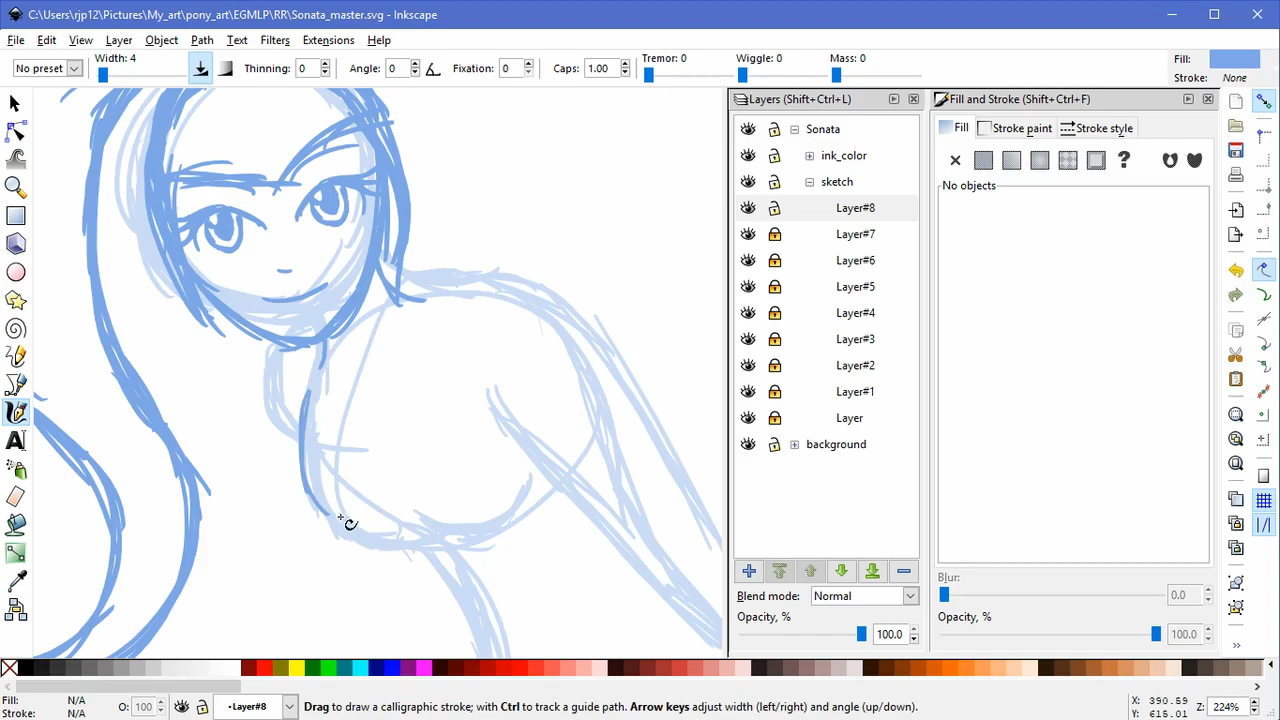 C:\Users\rjp12\Pictures\My_art\pony_art\EGMLP\RR\Sonata_master.svg - Inkscape
File Edit View Layer Object Path Text Filters Extensions Help
No preset Width: 4 Thinning: 0 Angle: 0 Fixation: 0 Caps: 1.00 Tremor: 0 Wiggle: 0 Mass: 0 Fill:
Stroke: None
Layers (Shift+Ctrl+L) Fill and Stroke (Shift+Ctrl+F)
Sonata
ink_color
sketch
Layer#8
Layer#7
Layer#6
Layer#5
Layer#4
Layer#3
Layer#2
Layer#1
Layer
background
Blend mode: Normal
Opacity, %
100.0
Fill Stroke paint Stroke style
No objects
Blur:
0.0
Opacity, %
100.0
Fill: N/A
Stroke: N/A
O: 100
-Layer#8
Drag to draw a calligraphic stroke; with Ctrl to track a guide path. Arrow keys adjust width (left/right) and angle (up/down).
X: 390.59
Y: 615.01
224%